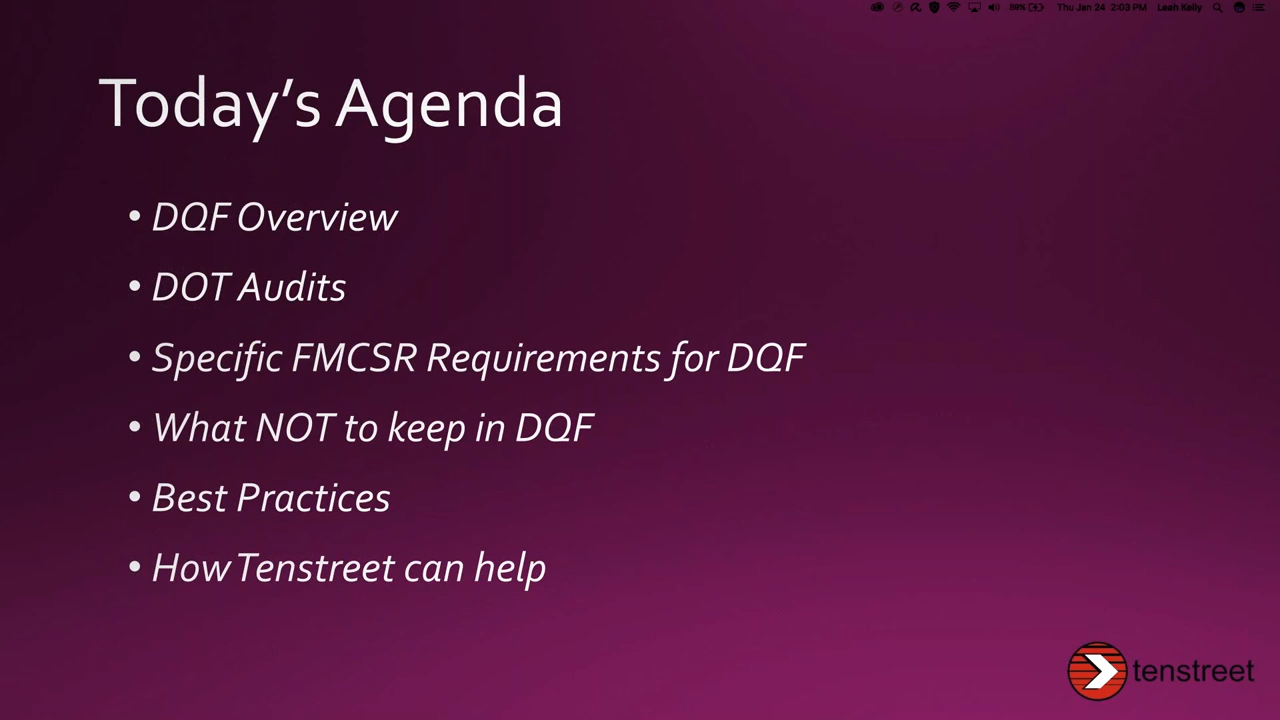 89% Thu Jan 24 2:03 PM Leah Kelly
Today's Agenda
• DQF Overview
• DOT Audits
• Specific FMCSR Requirements for DQF
• What NOT to keep in DQF
• Best Practices
• How Tenstreet can help
tenstreet